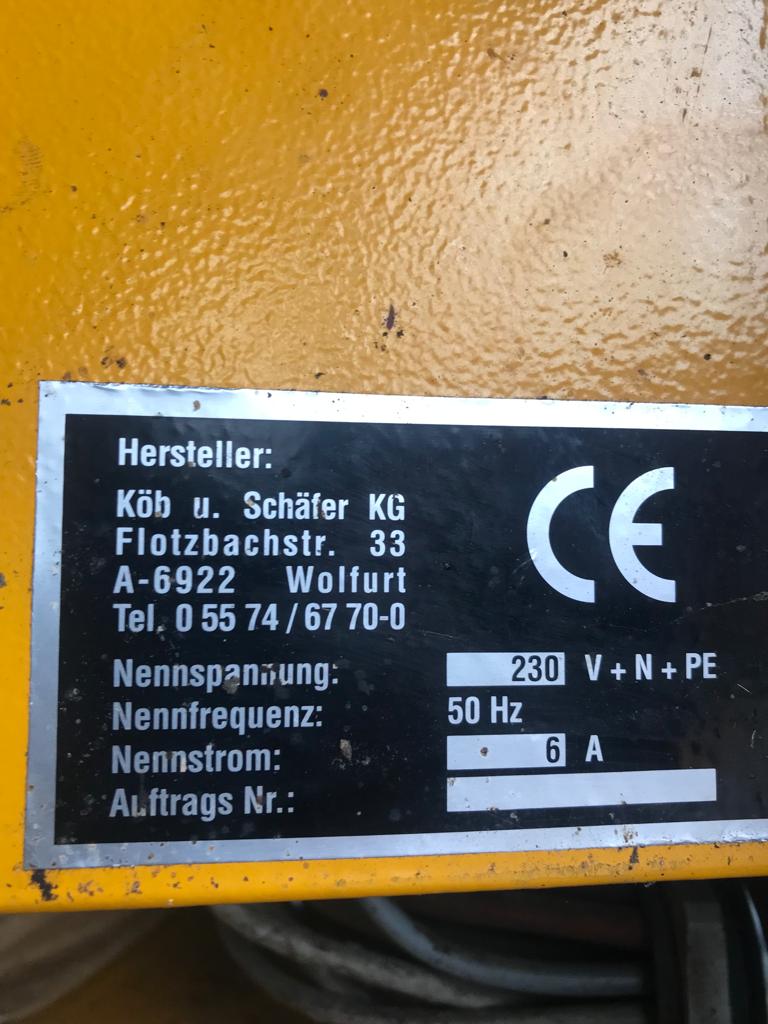 Hersteller:
Köb u. Schäfer KG
Flotzbachstr. 33
A-6922 Wolfurt
Tel. 0 55 74 / 67 70-0
CE
Nennspannung: 230 V + N + PE
Nennfrequenz: 50 Hz
Nennstrom: 6 A
Auftrags Nr.: